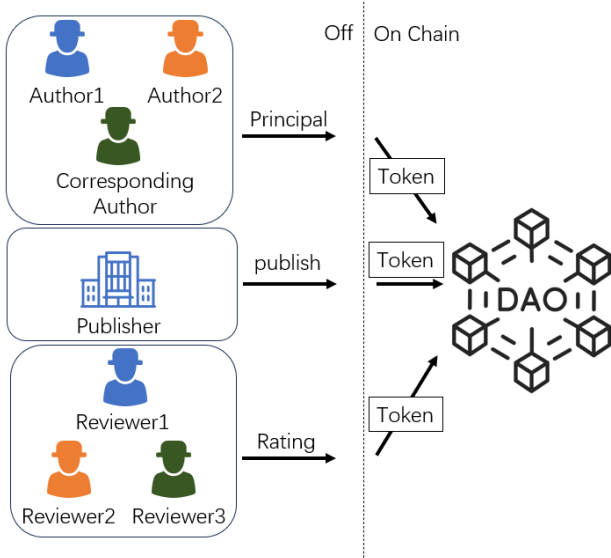 Off On Chain
Author1 Author2
Corresponding
Author
Principal
Token
Publisher
publish
Token
DAO
Reviewer1
Reviewer2 Reviewer3
Rating
Token